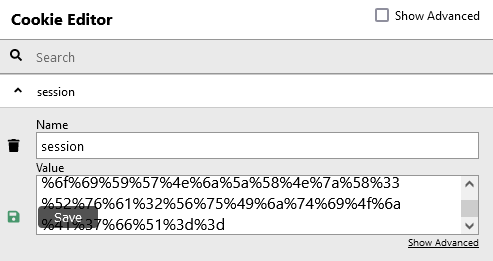 Cookie Editor
Show Advanced
Search
session
Name
session
Value
%6f%69%59%57%4e%6a%5a%58%4e%7a%58%33
%52%76%61%32%56%75%49%6a%74%69%4f%6a
%41%37%66%51%3d%3d
Save
Show Advanced